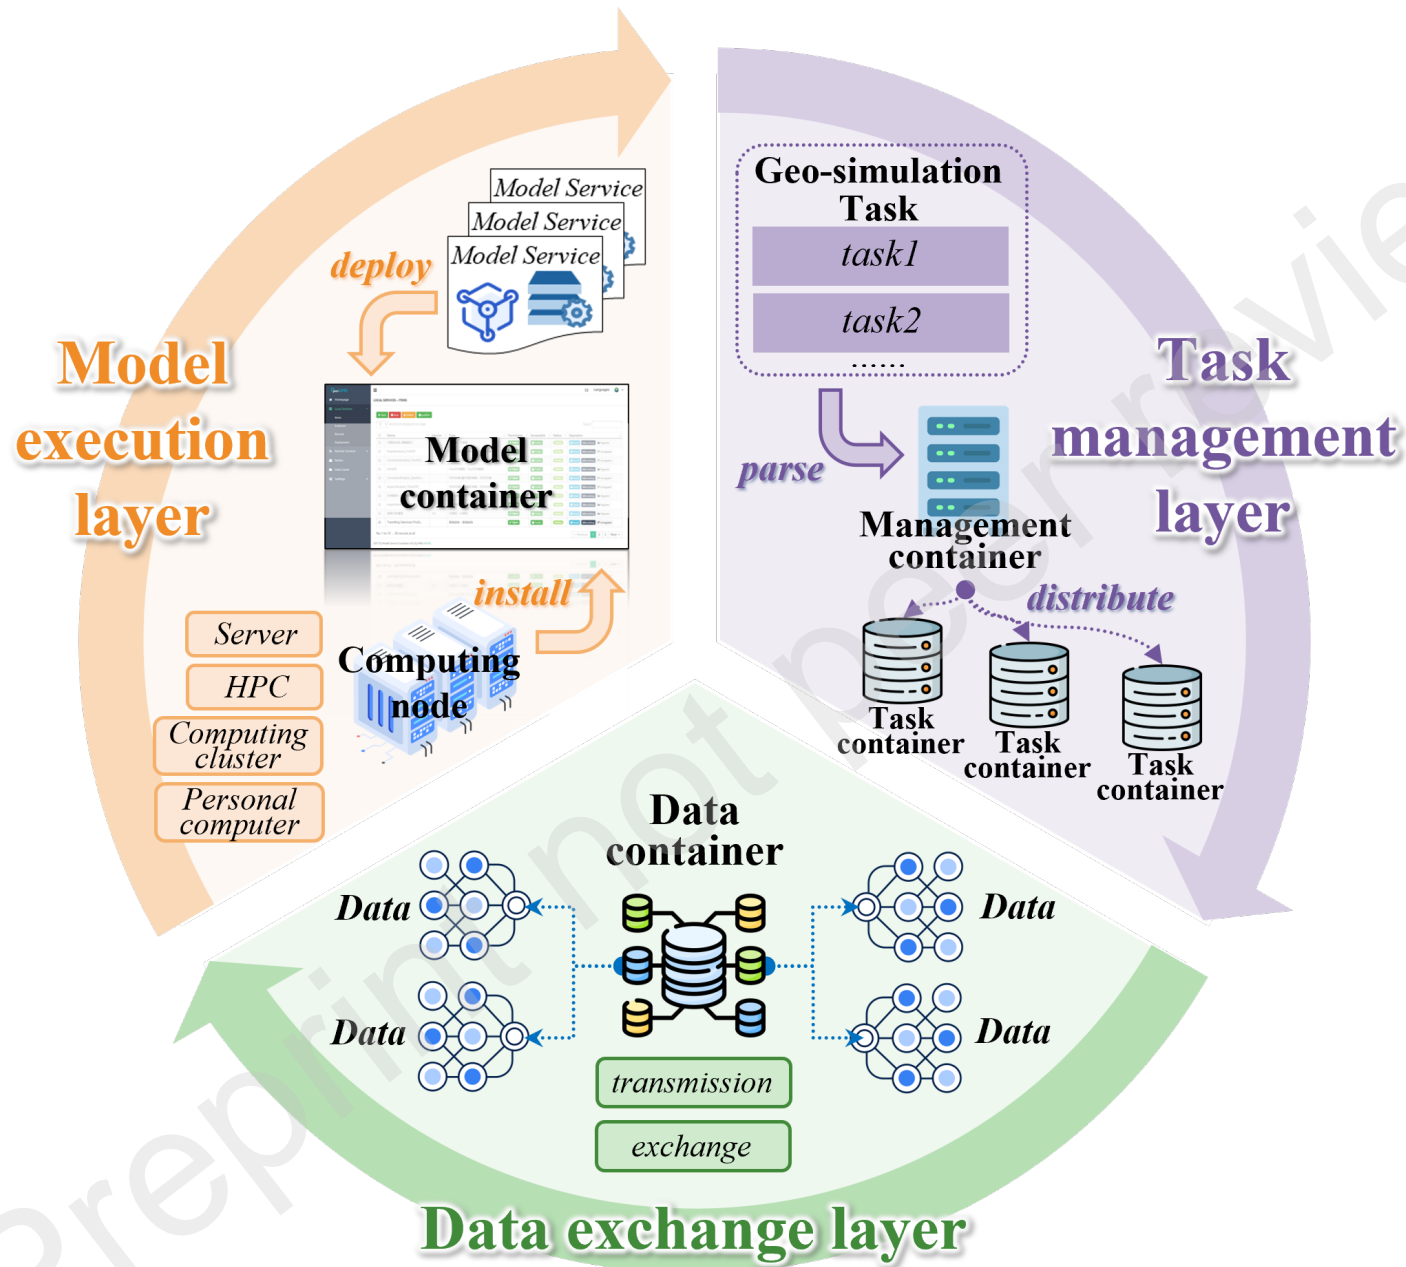 Model
execution
layer
deploy
Model Service
Model Service
Model Service
Model
container
install
Computing
node
Server
HPC
Computing
cluster
Personal
computer
Geo-simulation
Task
task1
task2
......
parse
Management
container
distribute
Task
container
Task
container
Task
container
Task
management
layer
Data
container
Data
Data
Data
Data
transmission
exchange
Data exchange layer
Preprint not peer review